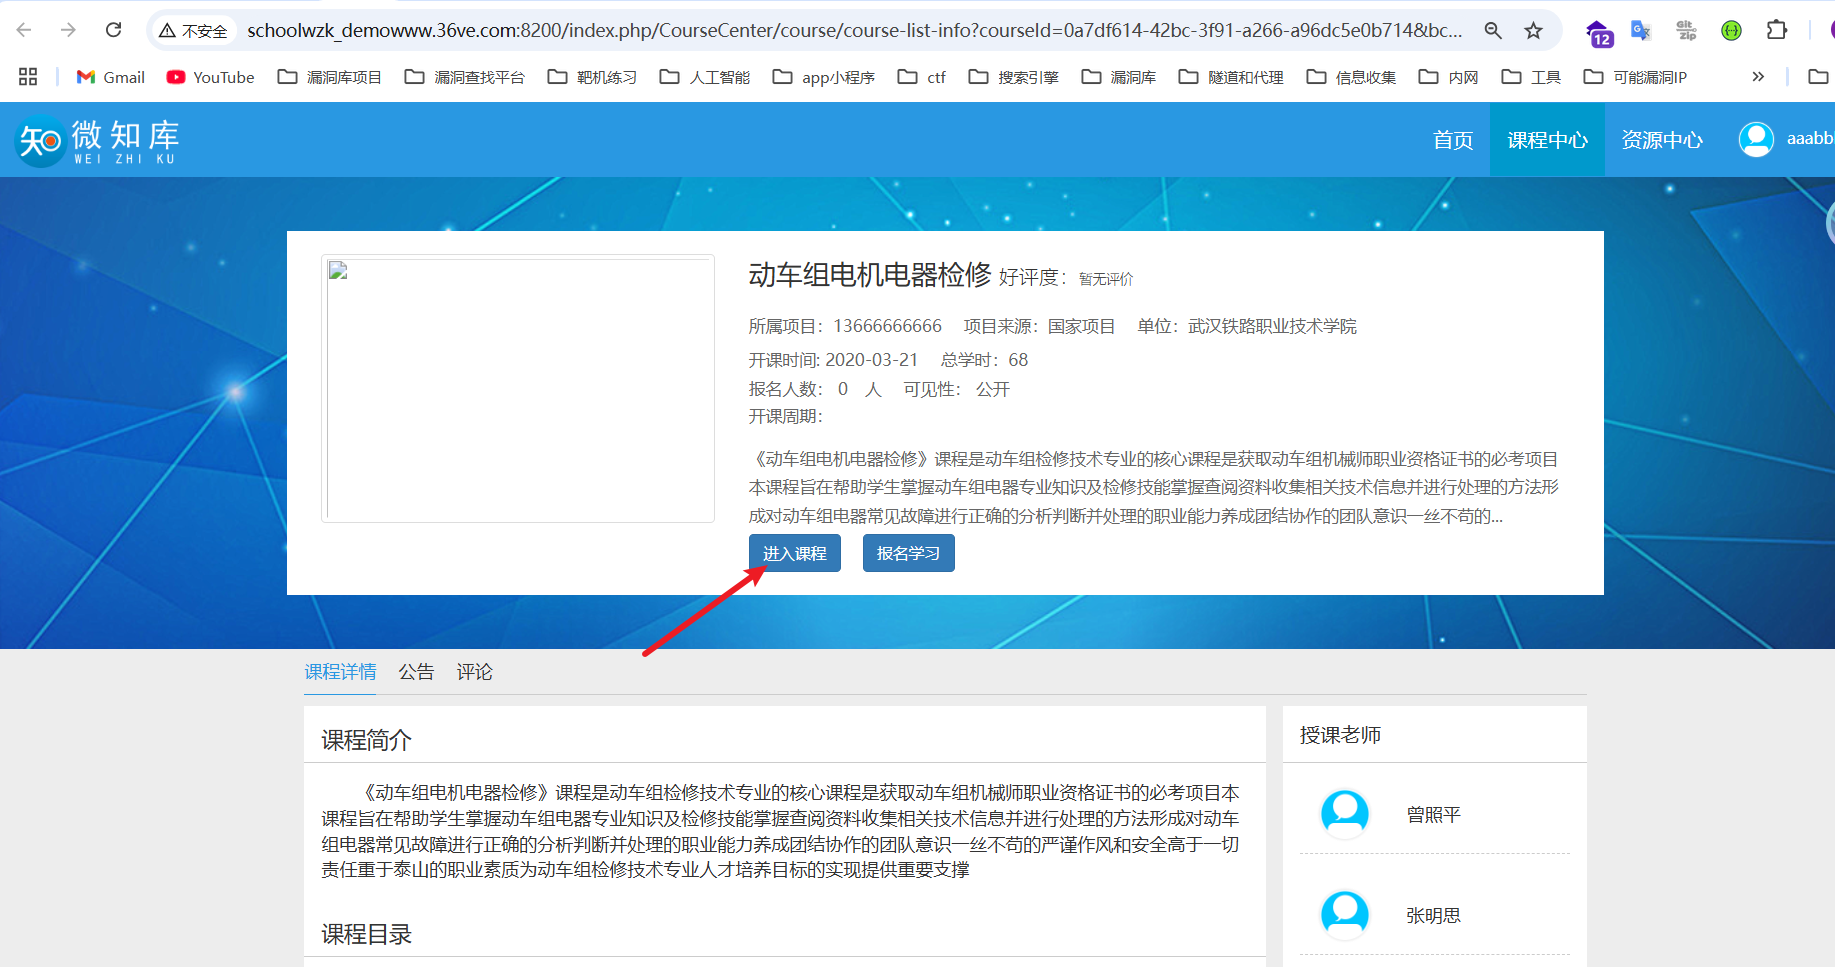 不安全 schoolwzk_demowww.36ve.com:8200/index.php/CourseCenter/course/course-list-info?courseId=0a7df614-42bc-3f91-a266-a96dc5e0b714&bc... 12
Gmail YouTube 漏洞库项目 漏洞查找平台 靶机练习 人工智能 app小程序 ctf 搜索引擎 漏洞库 隧道和代理 信息收集 内网 工具 可能漏洞IP »
知 微知库 首页 课程中心 资源中心 aaabb
WEI ZHI KU
动车组电机电器检修 好评度： 暂无评价
所属项目：13666666666 项目来源：国家项目 单位：武汉铁路职业技术学院
开课时间: 2020-03-21 总学时：68
报名人数： 0 人 可见性： 公开
开课周期：
《动车组电机电器检修》课程是动车组检修技术专业的核心课程是获取动车组机械师职业资格证书的必考项目
本课程旨在帮助学生掌握动车组电器专业知识及检修技能掌握查阅资料收集相关技术信息并进行处理的方法形
成对动车组电器常见故障进行正确的分析判断并处理的职业能力养成团结协作的团队意识一丝不苟的...
进入课程 报名学习
课程详情 公告 评论
课程简介
《动车组电机电器检修》课程是动车组检修技术专业的核心课程是获取动车组机械师职业资格证书的必考项目本
课程旨在帮助学生掌握动车组电器专业知识及检修技能掌握查阅资料收集相关技术信息并进行处理的方法形成对动车
组电器常见故障进行正确的分析判断并处理的职业能力养成团结协作的团队意识一丝不苟的严谨作风和安全高于一切
责任重于泰山的职业素质为动车组检修技术专业人才培养目标的实现提供重要支撑
课程目录
授课老师
曾照平
张明思